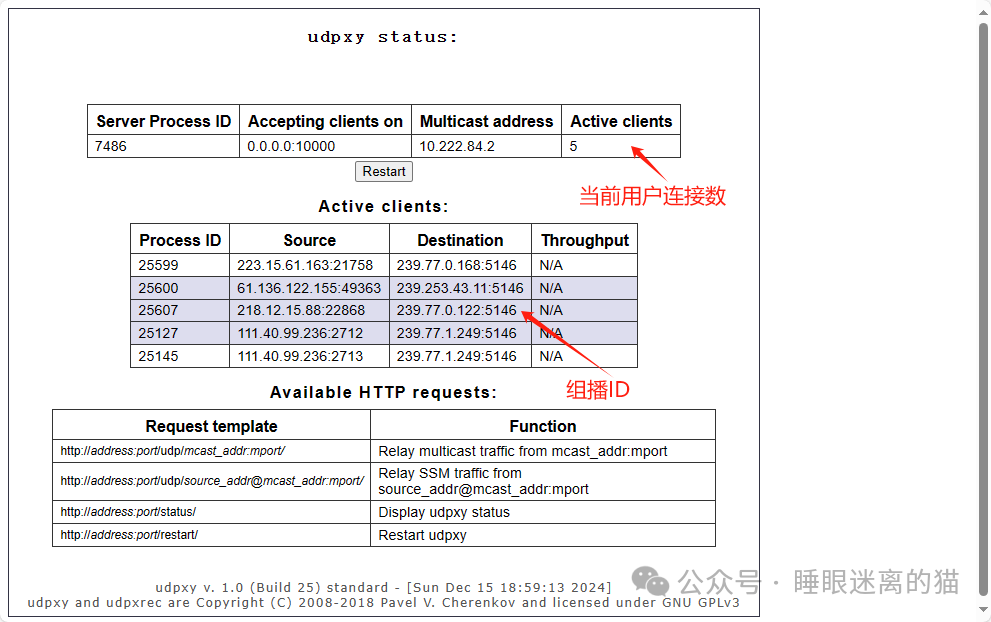 udpxy status:
Server Process ID Accepting clients on Multicast address Active clients
7486 0.0.0.0:10000 10.222.84.2 5
Restart
当前用户连接数
Active clients:
Process ID Source Destination Throughput
25599 223.15.61.163:21758 239.77.0.168:5146 N/A
25600 61.136.122.155:49363 239.253.43.11:5146 N/A
25607 218.12.15.88:22868 239.77.0.122:5146 N/A
25127 111.40.99.236:2712 239.77.1.249:5146 N/A
25145 111.40.99.236:2713 239.77.1.249:5146 N/A
组播ID
Available HTTP requests:
Request template Function
http://address:port/udp/mcast_addr:mport/ Relay multicast traffic from mcast_addr:mport
http://address:port/udp/source_addr@mcast_addr:mport/ Relay SSM traffic from
source_addr@mcast_addr:mport
http://address:port/status/ Display udpxy status
http://address:port/restart/ Restart udpxy
udpxy v. 1.0 (Build 25) standard - [Sun Dec 15 18:59:13 2024]
udpxy and udpxrec are Copyright (C) 2008-2018 Pavel V. Cherenkov and licensed under GNU GPLv3
公众号 · 睡眼迷离的猫